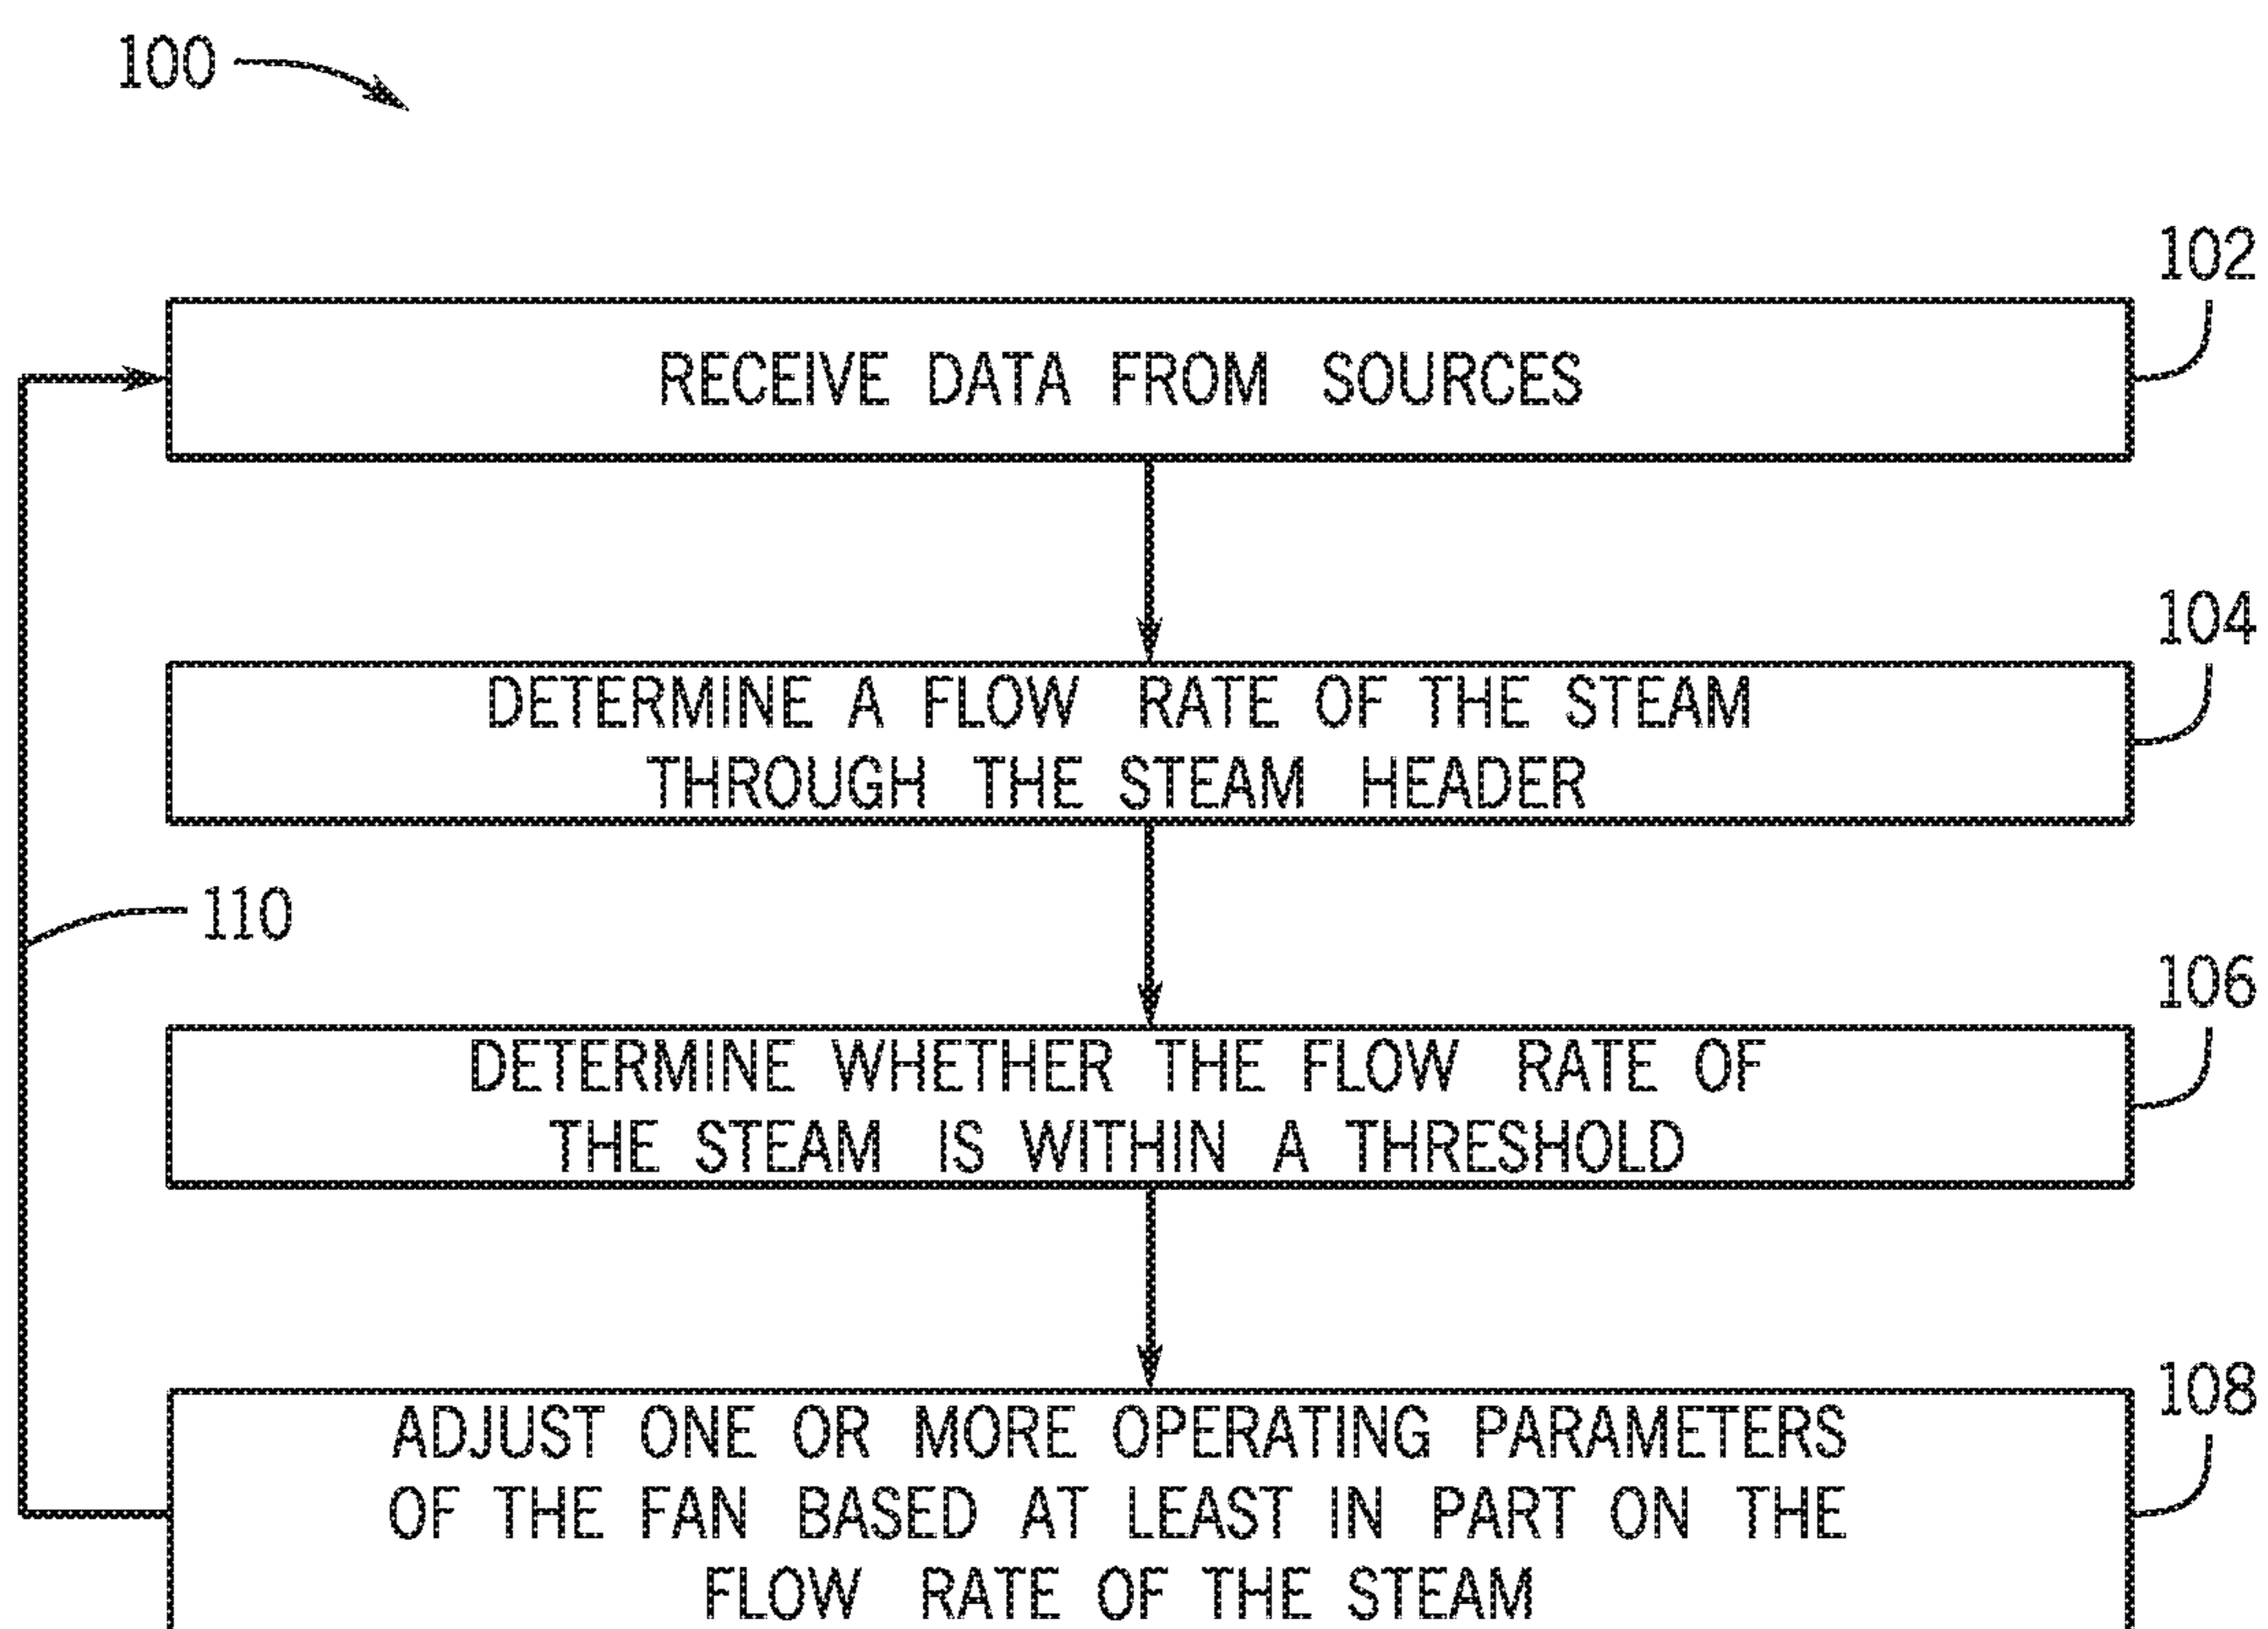 100
102
RECEIVE DATA FROM SOURCES
104
DETERMINE A FLOW RATE OF THE STEAM
THROUGH THE STEAM HEADER
110
106
DETERMINE WHETHER THE FLOW RATE OF
THE STEAM IS WITHIN A THRESHOLD
108
ADJUST ONE OR MORE OPERATING PARAMETERS
OF THE FAN BASED AT LEAST IN PART ON THE
FLOW RATE OF THE STEAM